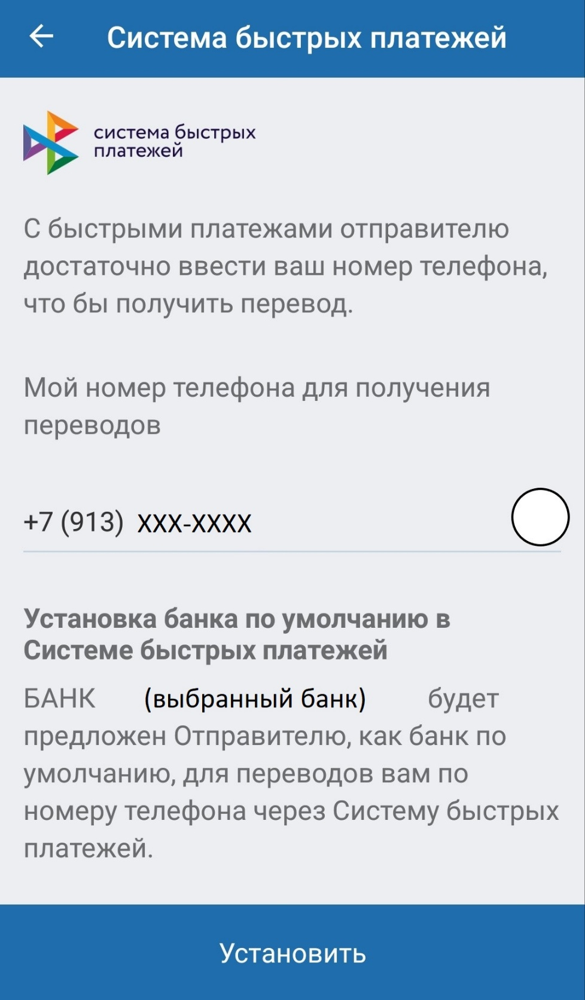 Система быстрых платежей
система быстрых
платежей
С быстрыми платежами отправителю
достаточно ввести ваш номер телефона,
что бы получить перевод.
Мой номер телефона для получения
переводов
+7 (913) XXX-XXXX
Установка банка по умолчанию в
Системе быстрых платежей
БАНК (выбранный банк) будет
предложен Отправителю, как банк по
умолчанию, для переводов вам по
номеру телефона через Систему быстрых
платежей.
Установить